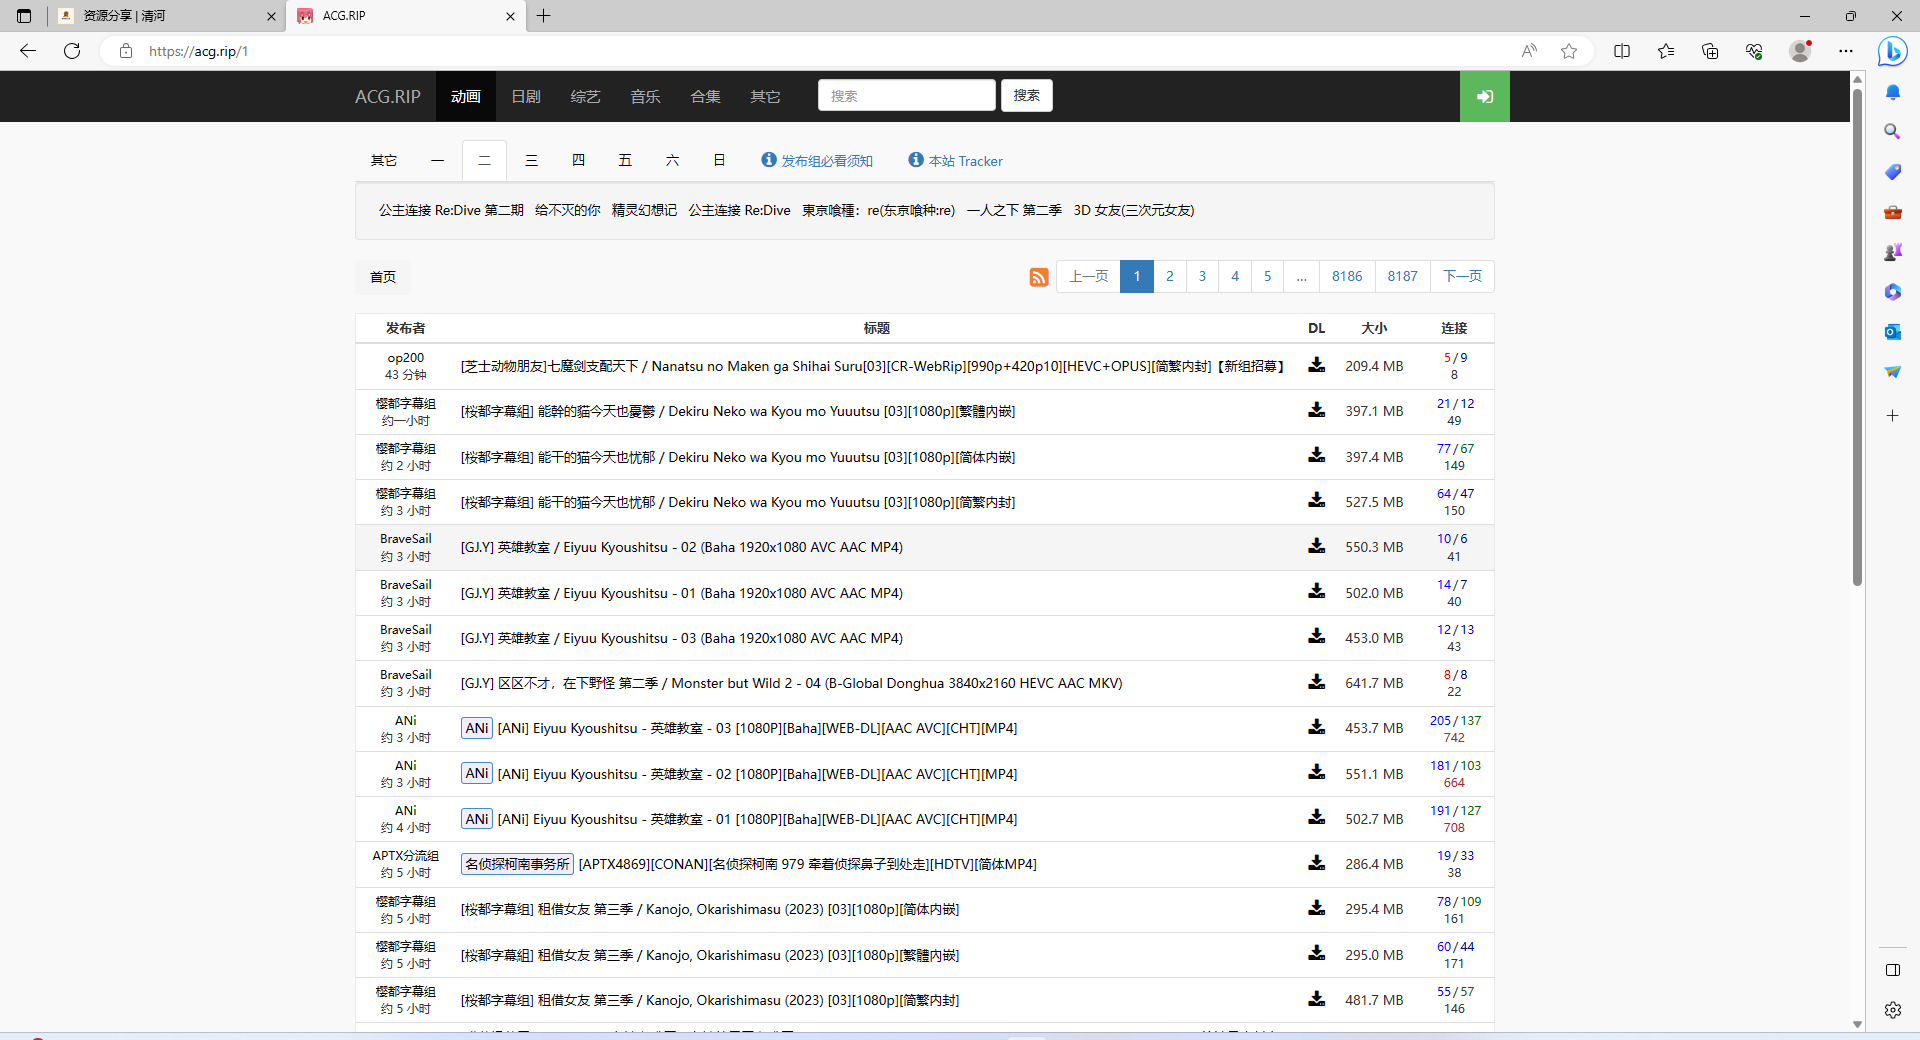 资源分享 | 清河
ACG.RIP
https://acg.rip/1
ACG.RIP 动画 日剧 综艺 音乐 合集 其它 搜索 搜索
其它 一 二 三 四 五 六 日 发布组必看须知 本站 Tracker
公主连接 Re:Dive 第二期 给不灭的你 精灵幻想记 公主连接 Re:Dive 東京喰種：re(东京喰种:re) 一人之下 第二季 3D 女友(三次元女友)
首页 上一页 1 2 3 4 5 ... 8186 8187 下一页
发布者 标题 DL 大小 连接
op200
43 分钟
[芝士动物朋友]七魔剑支配天下 / Nanatsu no Maken ga Shihai Suru[03][CR-WebRip][990p+420p10][HEVC+OPUS][简繁内封]【新组招募】
209.4 MB
5/9
8
樱都字幕组
约一小时
[桜都字幕組] 能幹的猫今天也憂鬱 / Dekiru Neko wa Kyou mo Yuuutsu [03][1080p][繁體内嵌]
397.1 MB
21/12
49
樱都字幕组
约 2 小时
[桜都字幕组] 能干的猫今天也忧郁 / Dekiru Neko wa Kyou mo Yuuutsu [03][1080p][简体内嵌]
397.4 MB
77/67
149
樱都字幕组
约 3 小时
[桜都字幕组] 能干的猫今天也忧郁 / Dekiru Neko wa Kyou mo Yuuutsu [03][1080p][简繁内封]
527.5 MB
64/47
150
BraveSail
约 3 小时
[GJ.Y] 英雄教室 / Eiyuu Kyoushitsu - 02 (Baha 1920x1080 AVC AAC MP4)
550.3 MB
10/6
41
BraveSail
约 3 小时
[GJ.Y] 英雄教室 / Eiyuu Kyoushitsu - 01 (Baha 1920x1080 AVC AAC MP4)
502.0 MB
14/7
40
BraveSail
约 3 小时
[GJ.Y] 英雄教室 / Eiyuu Kyoushitsu - 03 (Baha 1920x1080 AVC AAC MP4)
453.0 MB
12/13
43
BraveSail
约 3 小时
[GJ.Y] 区区不才，在下野怪 第二季 / Monster but Wild 2 - 04 (B-Global Donghua 3840x2160 HEVC AAC MKV)
641.7 MB
8/8
22
ANi
约 3 小时
ANi [ANi] Eiyuu Kyoushitsu - 英雄教室 - 03 [1080P][Baha][WEB-DL][AAC AVC][CHT][MP4]
453.7 MB
205/137
742
ANi
约 3 小时
ANi [ANi] Eiyuu Kyoushitsu - 英雄教室 - 02 [1080P][Baha][WEB-DL][AAC AVC][CHT][MP4]
551.1 MB
181/103
664
ANi
约 4 小时
ANi [ANi] Eiyuu Kyoushitsu - 英雄教室 - 01 [1080P][Baha][WEB-DL][AAC AVC][CHT][MP4]
502.7 MB
191/127
708
APTX分流组
约 5 小时
名侦探柯南事务所 [APTX4869][CONAN][名侦探柯南 979 牵着侦探鼻子到处走][HDTV][简体MP4]
286.4 MB
19/33
38
樱都字幕组
约 5 小时
[桜都字幕组] 租借女友 第三季 / Kanojo, Okarishimasu (2023) [03][1080p][简体内嵌]
295.4 MB
78/109
161
樱都字幕组
约 5 小时
[桜都字幕組] 租借女友 第三季 / Kanojo, Okarishimasu (2023) [03][1080p][繁體内嵌]
295.0 MB
60/44
171
樱都字幕组
约 5 小时
[桜都字幕组] 租借女友 第三季 / Kanojo, Okarishimasu (2023) [03][1080p][简繁内封]
481.7 MB
55/57
146